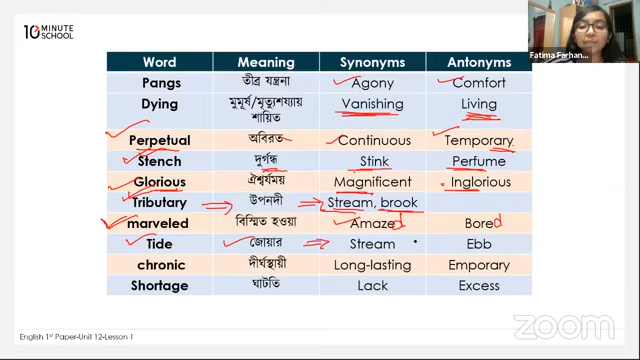 10 MINUTE SCHOOL
Fatima Farhan...
Word Meaning Synonyms Antonyms
Pangs তীব্র যন্ত্রনা Agony Comfort
Dying মুমূর্ষ/মৃত্যুশয্যায় শায়িত Vanishing Living
Perpetual অবিরত Continuous Temporary
Stench দুর্গন্ধ Stink Perfume
Glorious ঐশ্বর্যময় Magnificent Inglorious
Tributary উপনদী Stream, brook
marveled বিস্মিত হওয়া Amazed Bored
Tide জোয়ার Stream Ebb
chronic দীর্ঘস্থায়ী Long-lasting Emporary
Shortage ঘাটতি Lack Excess
English 1st Paper-Unit 12-Lesson 1
zoom